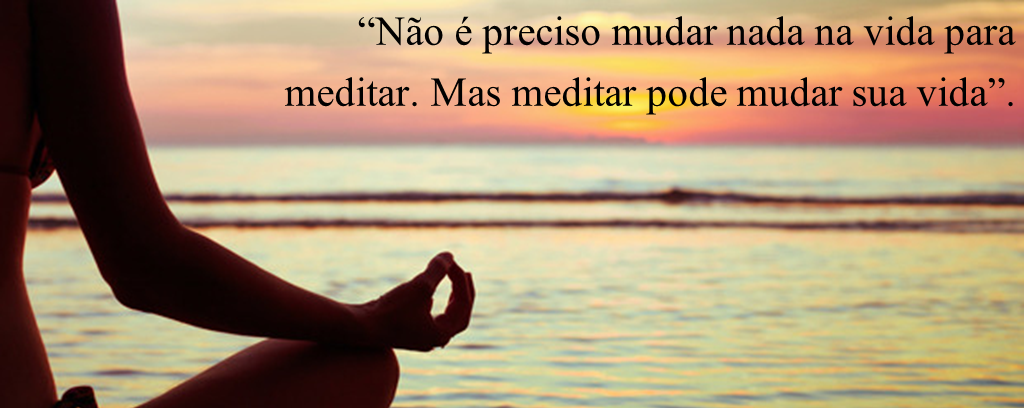 “Não é preciso mudar nada na vida para
meditar. Mas meditar pode mudar sua vida”.